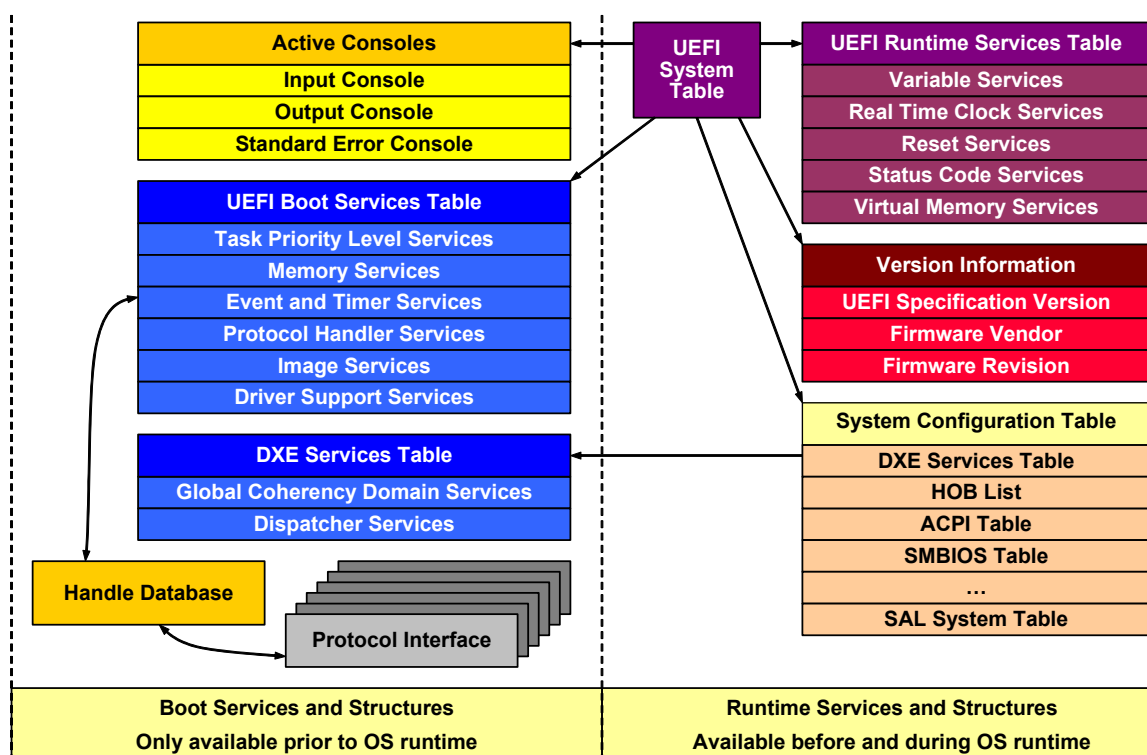 Active Consoles
Input Console
Output Console
Standard Error Console
UEFI
System
Table
UEFI Runtime Services Table
Variable Services
Real Time Clock Services
Reset Services
Status Code Services
Virtual Memory Services
UEFI Boot Services Table
Task Priority Level Services
Memory Services
Event and Timer Services
Protocol Handler Services
Image Services
Driver Support Services
Version Information
UEFI Specification Version
Firmware Vendor
Firmware Revision
DXE Services Table
Global Coherency Domain Services
Dispatcher Services
System Configuration Table
DXE Services Table
HOB List
ACPI Table
SMBIOS Table
…
SAL System Table
Handle Database
Protocol Interface
Boot Services and Structures
Only available prior to OS runtime
Runtime Services and Structures
Available before and during OS runtime